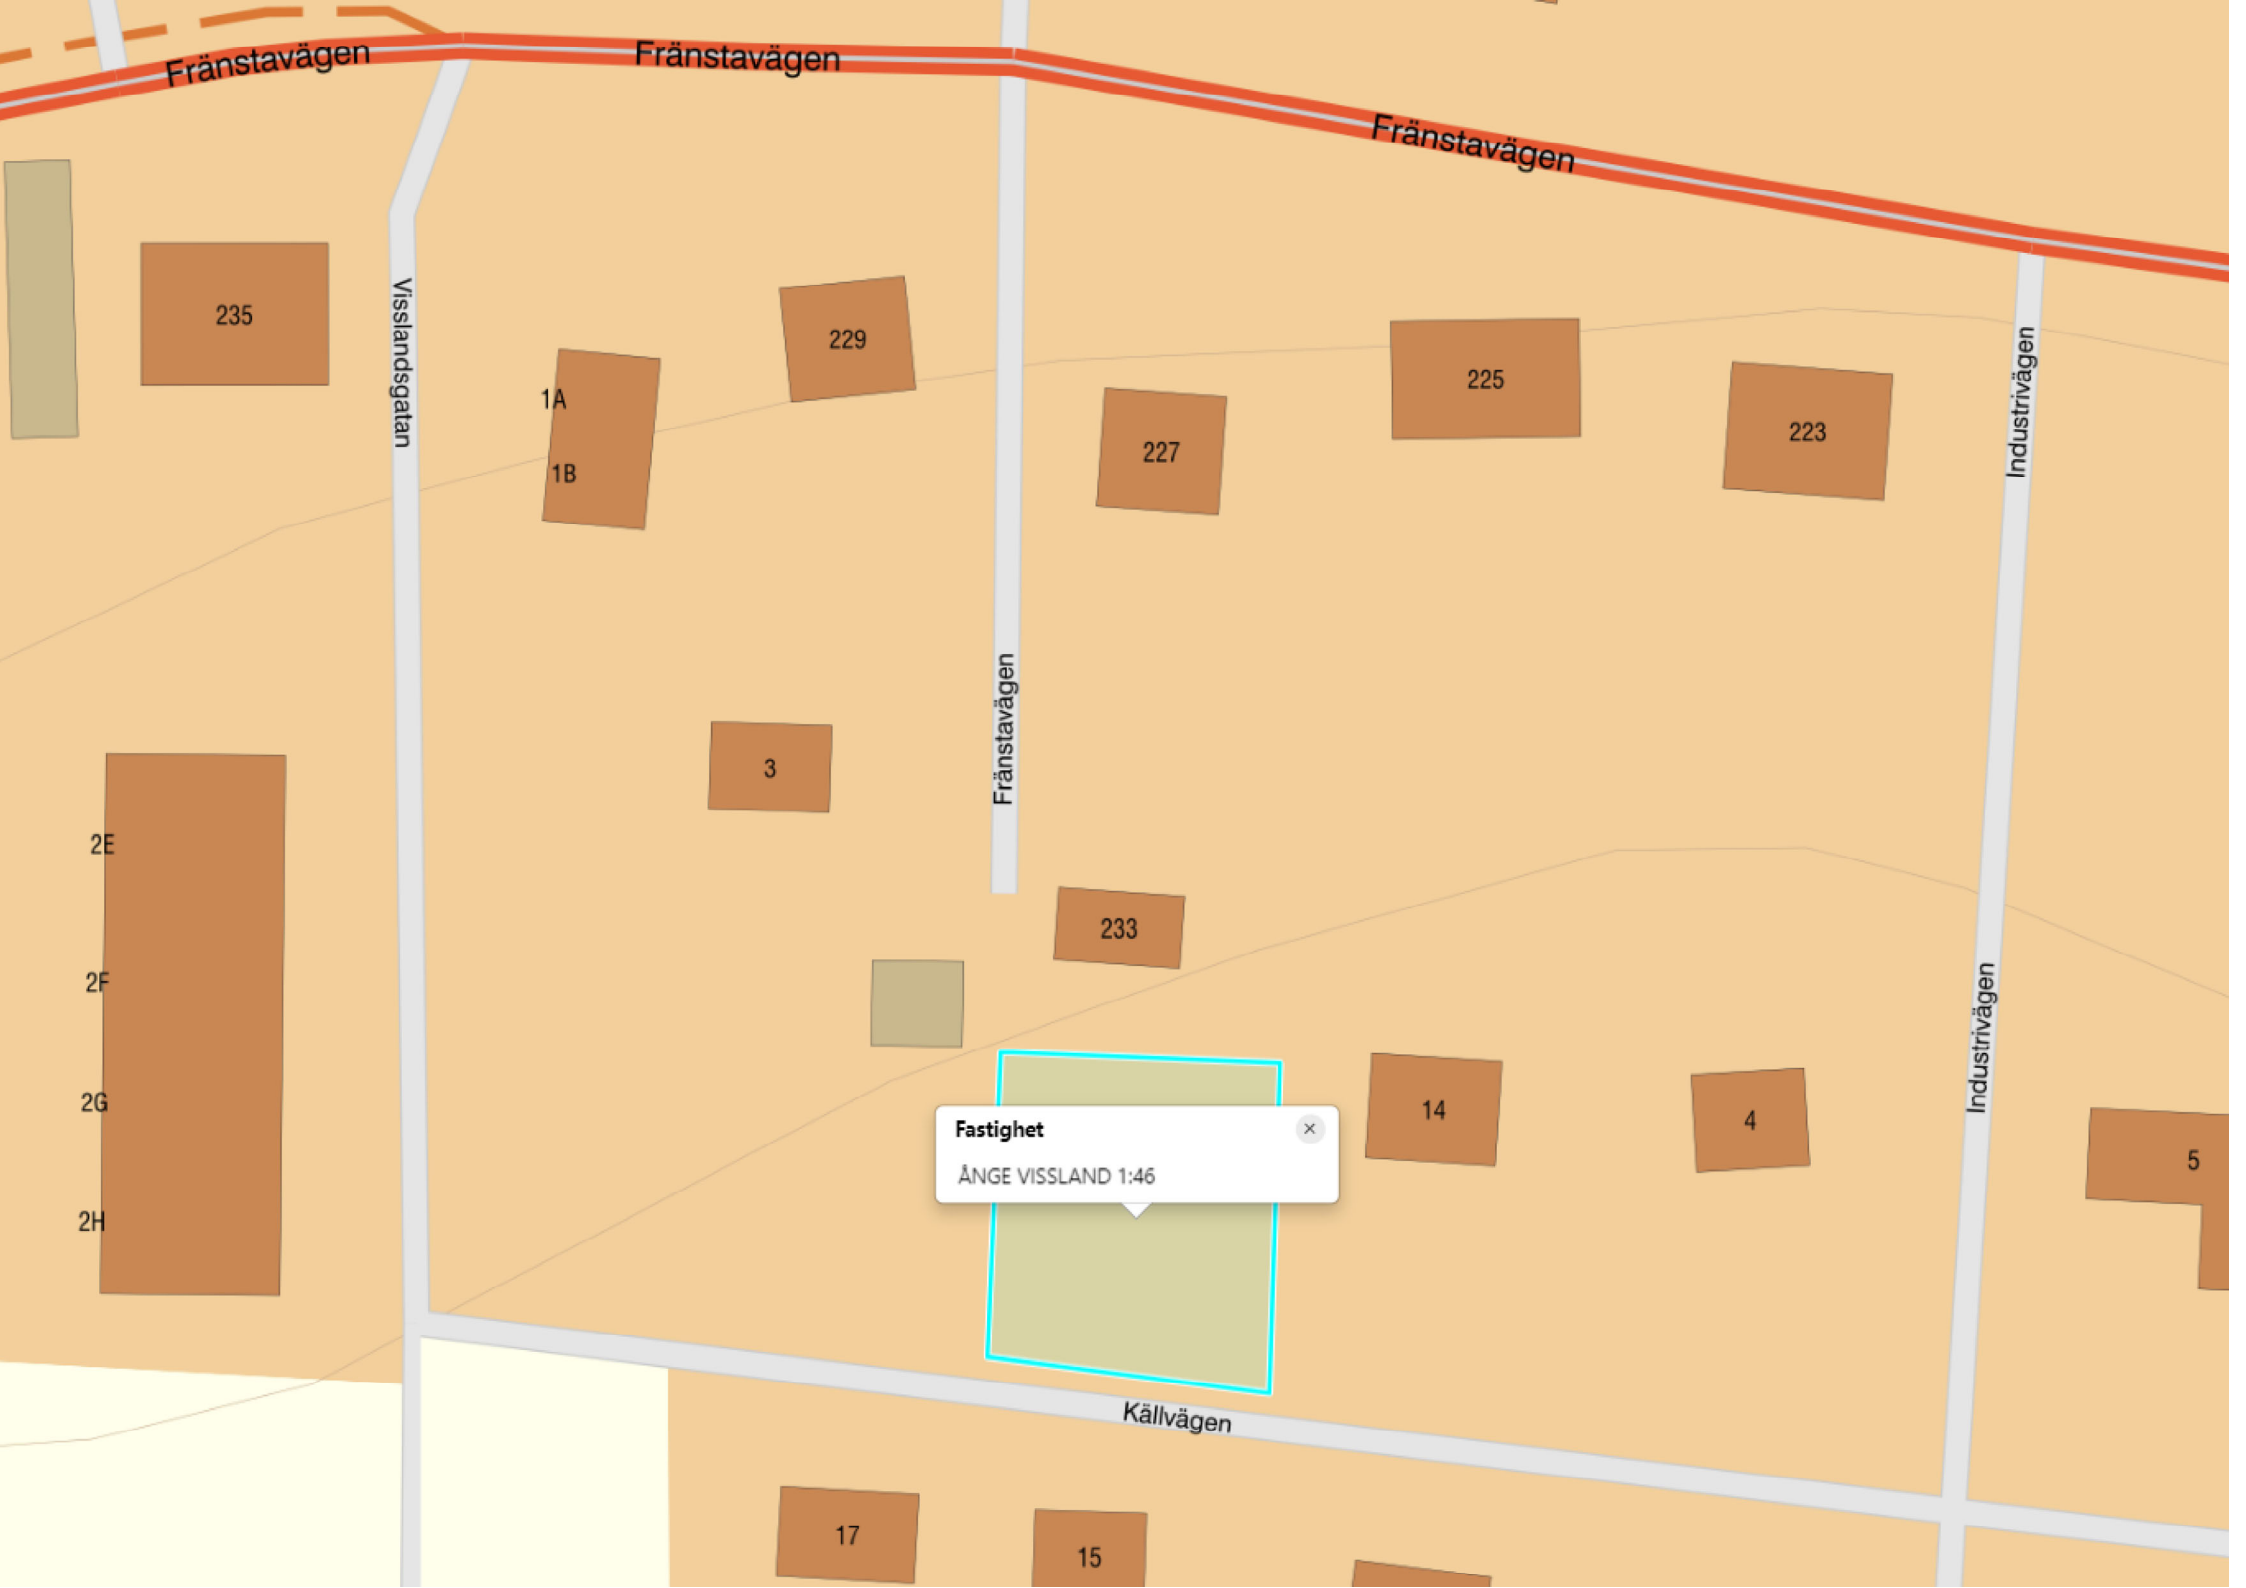 Fränstavägen
Fränstavägen
Fränstavägen
235
Visslandsgatan
1A
1B
229
227
225
223
Industrivägen
Fränstavägen
3
2E
2F
2G
2H
233
Industrivägen
14
4
5
Fastighet
ÅNGE VISSLAND 1:46
Källvägen
17
15